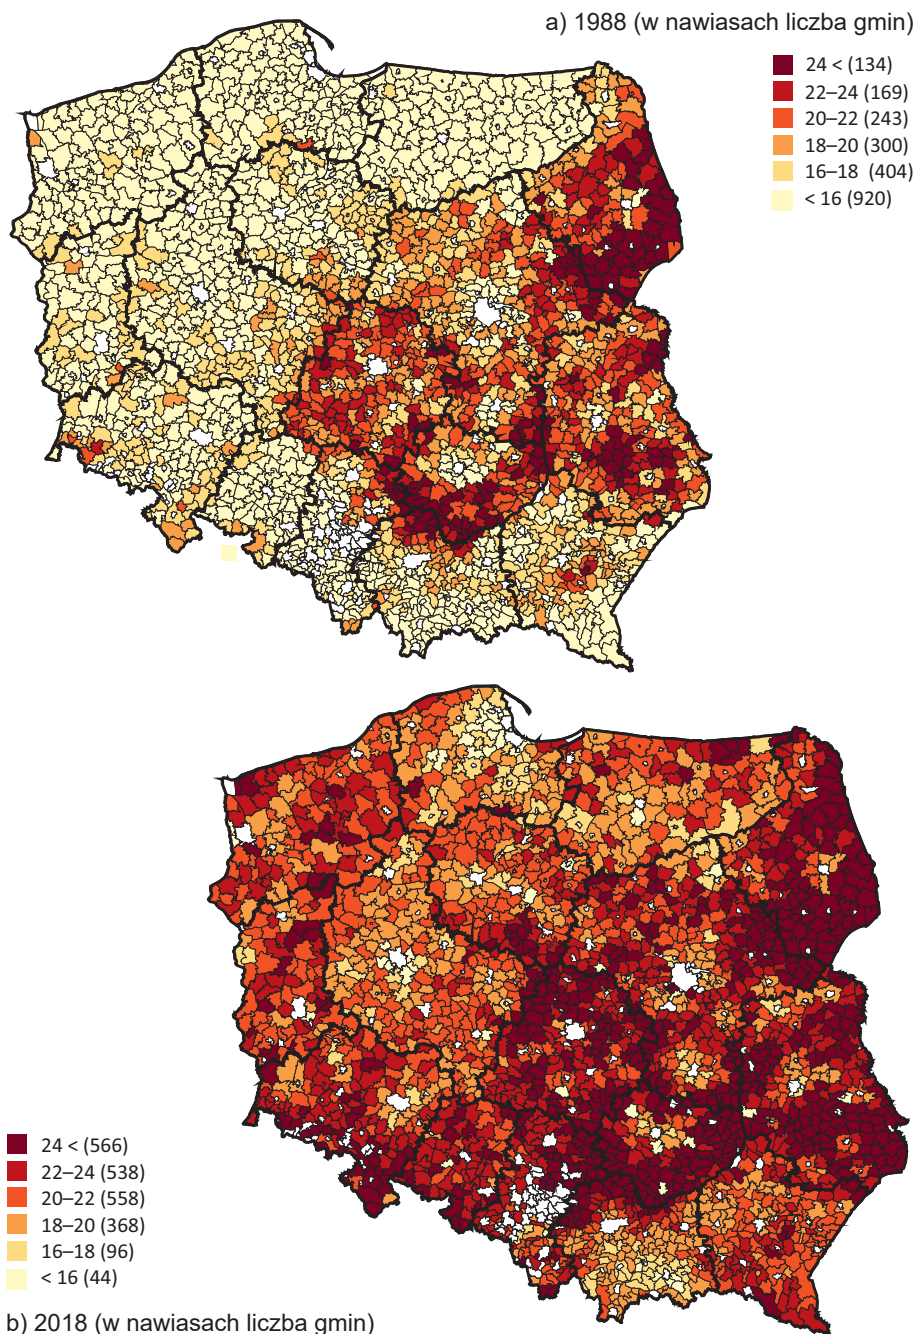 a) 1988 (w nawiasach liczba gmin)
24 < (134)
22–24 (169)
20–22 (243)
18–20 (300)
16–18 (404)
< 16 (920)
24 < (566)
22–24 (538)
20–22 (558)
18–20 (368)
16–18 (96)
< 16 (44)
b) 2018 (w nawiasach liczba gmin)